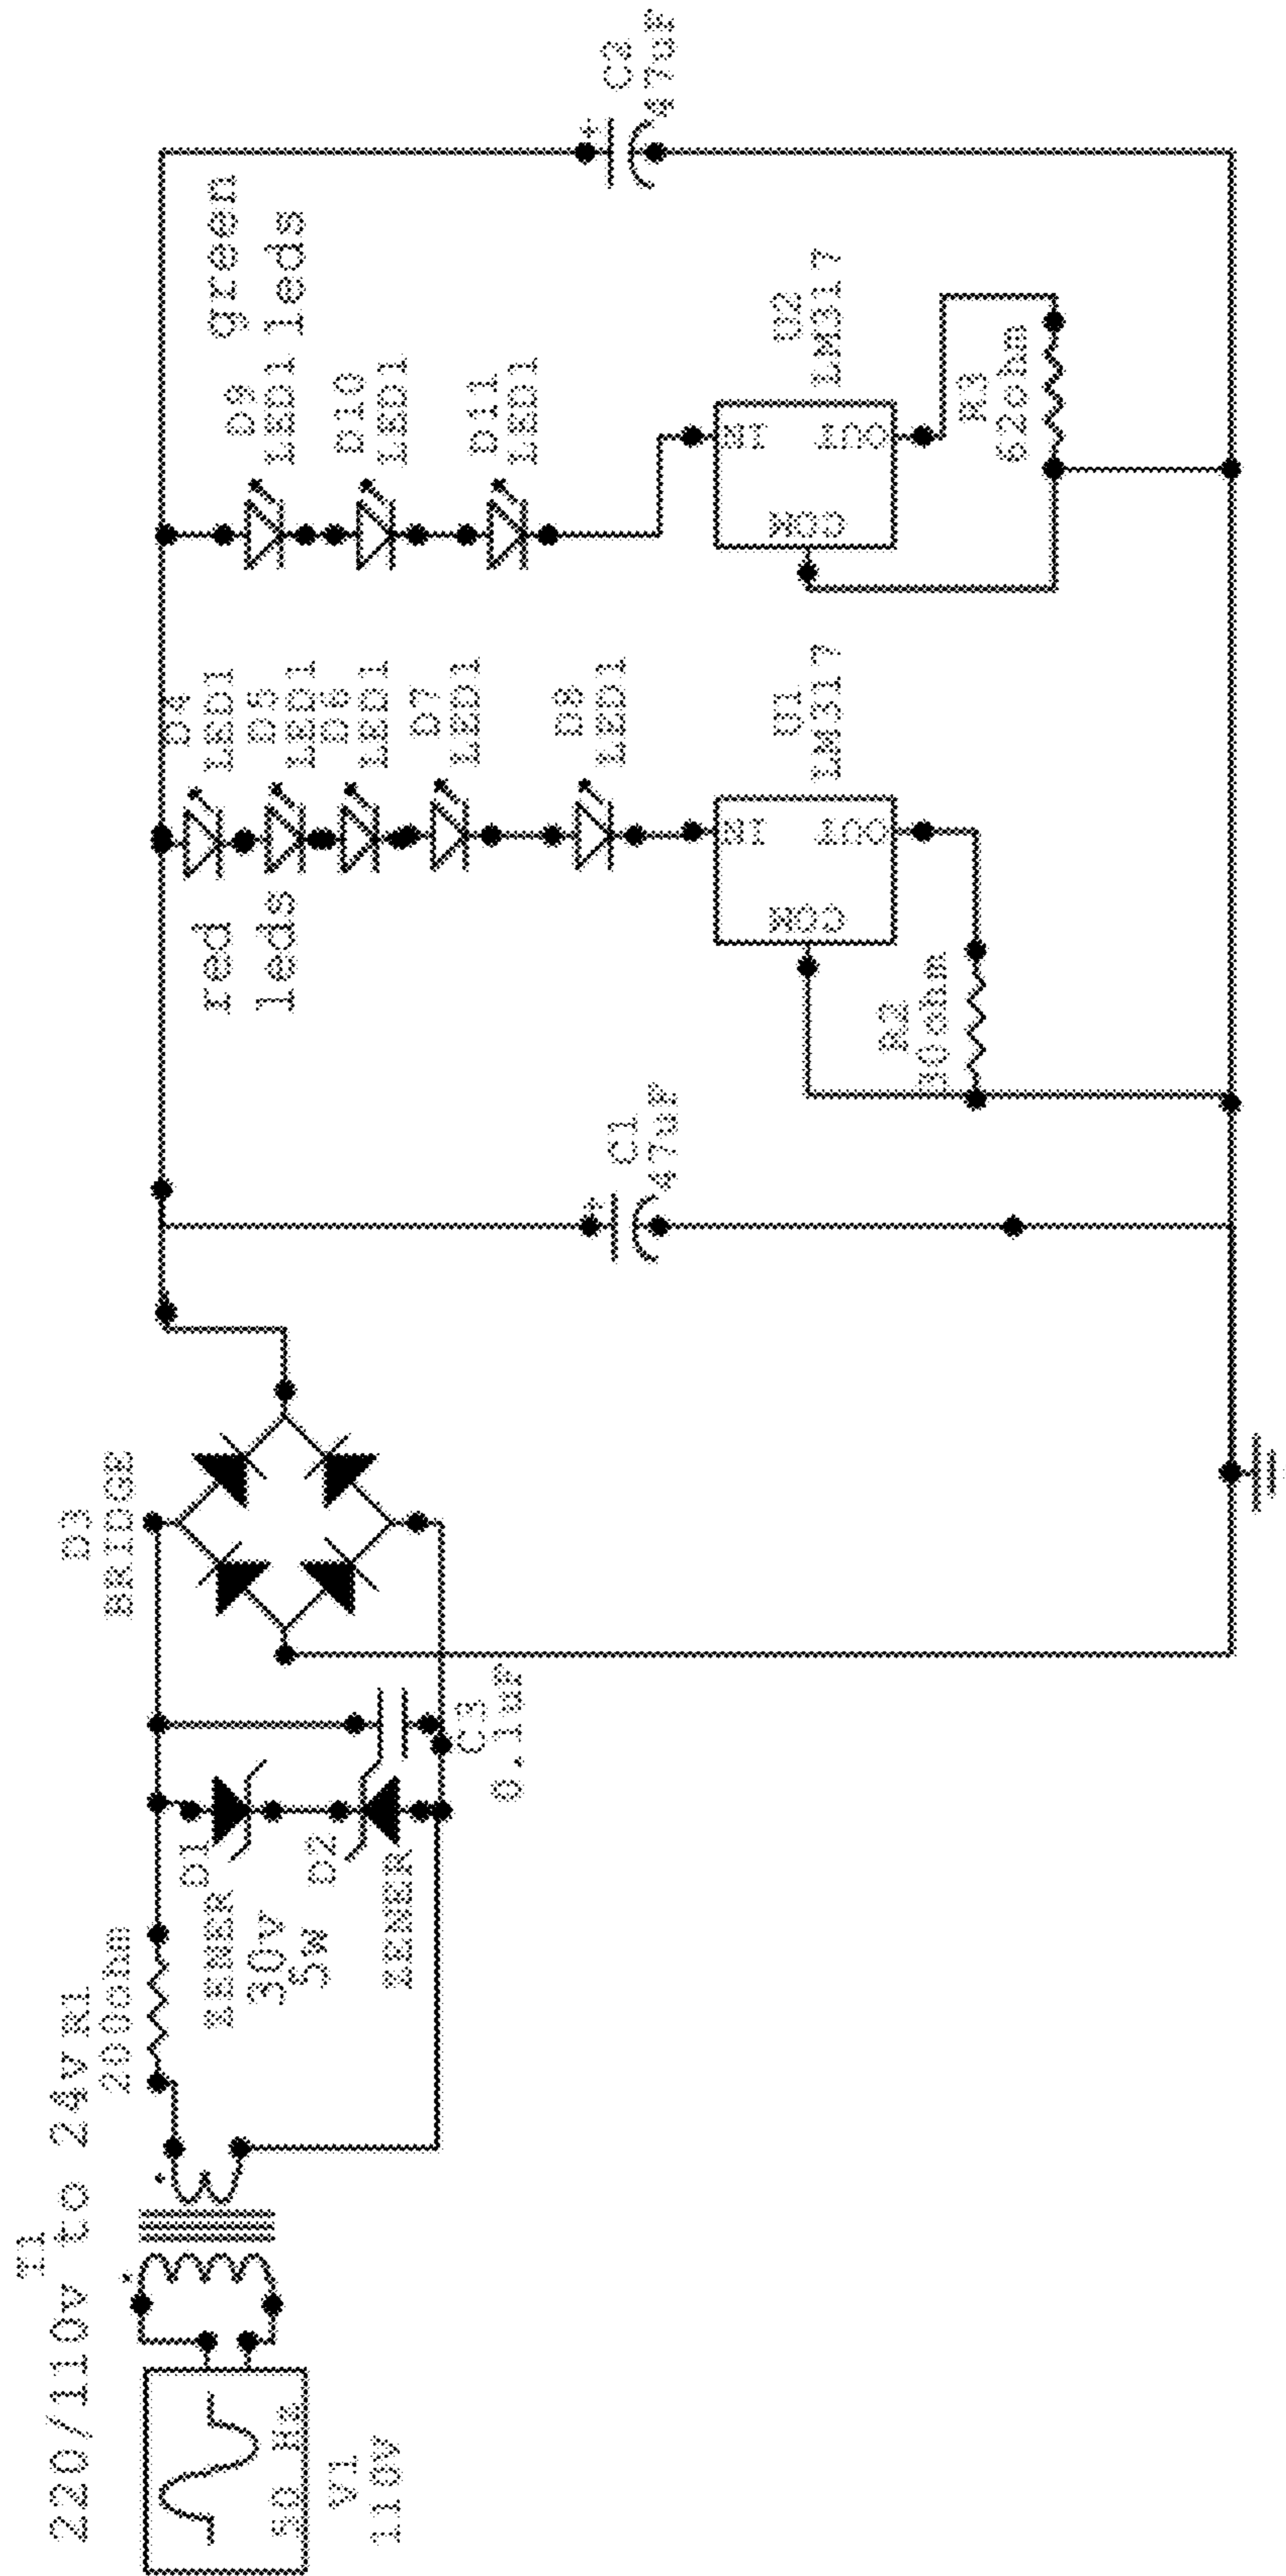 T1
220/110v to 24v
R1
200ohm
50 Hz
V1
110V
D1
ZENER
30v
5w
D2
ZENER
C3
0.1uF
D3
BRIDGE
C1
47uF
red
leds
D4
LED1
D5
LED1
D6
LED1
D7
LED1
D8
LED1
U1
LM317
IN
COM
OUT
R2
30ohm
green
leds
D9
LED1
D10
LED1
D11
LED1
U2
LM317
IN
COM
OUT
R3
62ohm
C2
47uF